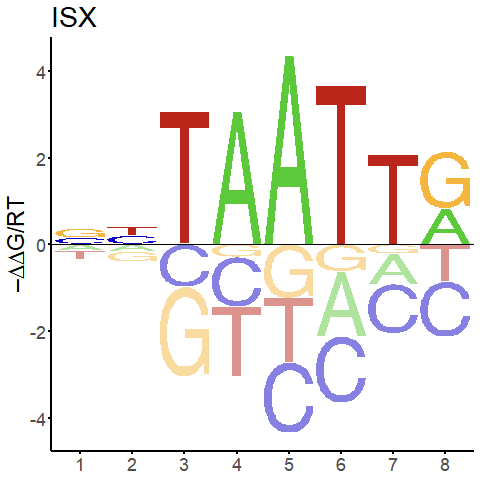 ISX
−ΔΔG/RT
4
2
0
-2
-4
G C T A A T T G
C T A
A A C G G G G T
T G G C T A A C
T C C C
1 2 3 4 5 6 7 8